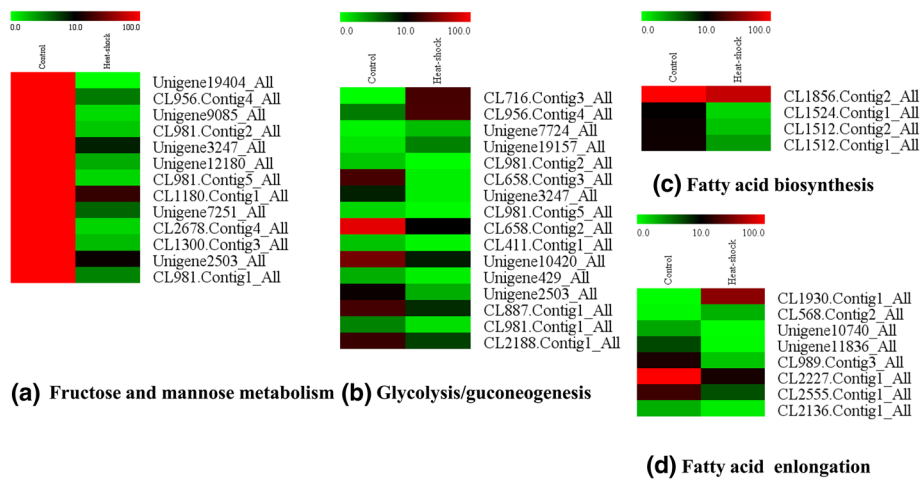 0.0 10.0 100.0
Control Heat-shock
Unigene19404_All
CL956.Contig4_All
Unigene9085_All
CL981.Contig2_All
Unigene3247_All
Unigene12180_All
CL981.Contig5_All
CL1180.Contig1_All
Unigene7251_All
CL2678.Contig4_All
CL1300.Contig3_All
Unigene2503_All
CL981.Contig1_All
(a) Fructose and mannose metabolism
0.0 10.0 100.0
Control Heat-shock
CL716.Contig3_All
CL956.Contig4_All
Unigene7724_All
Unigene19157_All
CL981.Contig2_All
CL658.Contig3_All
Unigene3247_All
CL981.Contig5_All
CL658.Contig2_All
CL411.Contig1_All
Unigene10420_All
Unigene429_All
Unigene2503_All
CL887.Contig1_All
CL981.Contig1_All
CL2188.Contig1_All
(b) Glycolysis/guconeogenesis
0.0 10.0 100.0
Control Heat-shock
CL1856.Contig2_All
CL1524.Contig1_All
CL1512.Contig2_All
CL1512.Contig1_All
(c) Fatty acid biosynthesis
0.0 10.0 100.0
Control Heat-shock
CL1930.Contig1_All
CL568.Contig2_All
Unigene10740_All
Unigene11836_All
CL989.Contig3_All
CL2227.Contig1_All
CL2555.Contig1_All
CL2136.Contig1_All
(d) Fatty acid enlongation